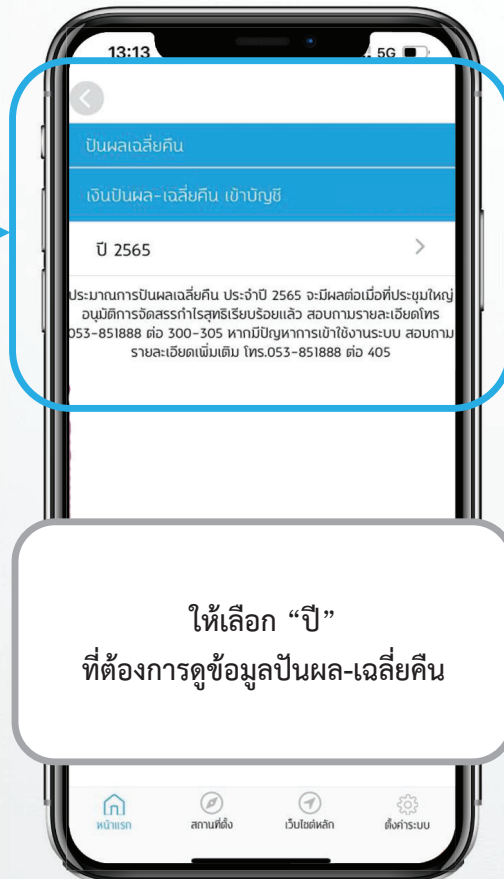 13:13
5G
ปันผลเฉลี่ยคืน
เงินปันผล-เฉลี่ยคืน เข้าบัญชี
ปี 2565
ประมาณการปันผลเฉลี่ยคืน ประจำปี 2565 จะมีผลต่อเมื่อที่ประชุมใหญ่
อนุมัติการจัดสรรกำไรสุทธิเรียบร้อยแล้ว สอบถามรายละเอียดโทร
053-851888 ต่อ 300-305 หากมีปัญหาการเข้าใช้งานระบบ สอบถาม
รายละเอียดเพิ่มเติม โทร.053-851888 ต่อ 405
ให้เลือก “ปี”
ที่ต้องการดูข้อมูลปันผล-เฉลี่ยคืน
หน้าแรก
สถานที่ตั้ง
เว็บไซต์หลัก
ตั้งค่าระบบ